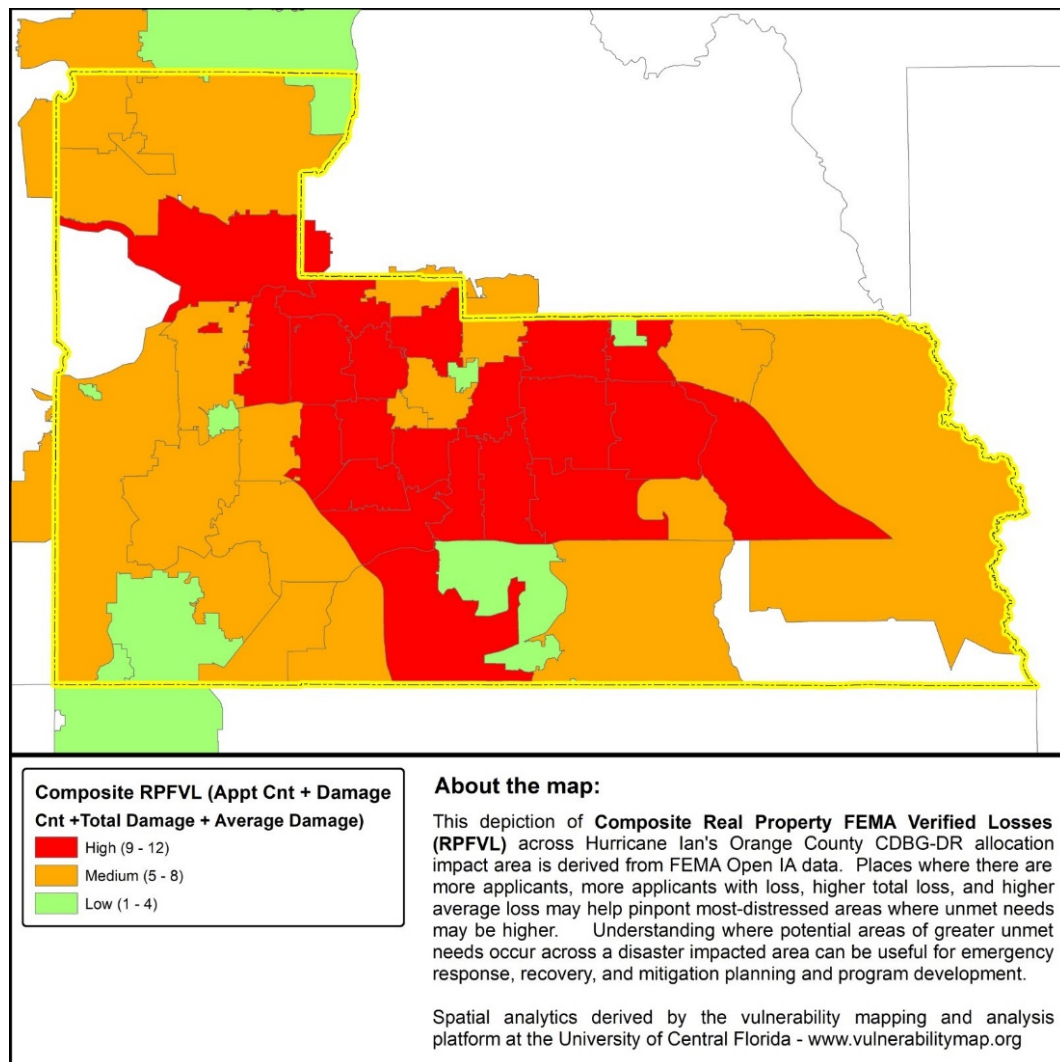 Composite RPFVL (Appt Cnt + Damage
Cnt +Total Damage + Average Damage)
High (9 - 12)
Medium (5 - 8)
Low (1 - 4)
About the map:
This depiction of Composite Real Property FEMA Verified Losses
(RPFVL) across Hurricane Ian's Orange County CDBG-DR allocation
impact area is derived from FEMA Open IA data. Places where there are
more applicants, more applicants with loss, higher total loss, and higher
average loss may help pinpont most-distressed areas where unmet needs
may be higher. Understanding where potential areas of greater unmet
needs occur across a disaster impacted area can be useful for emergency
response, recovery, and mitigation planning and program development.
Spatial analytics derived by the vulnerability mapping and analysis
platform at the University of Central Florida - www.vulnerabilitymap.org